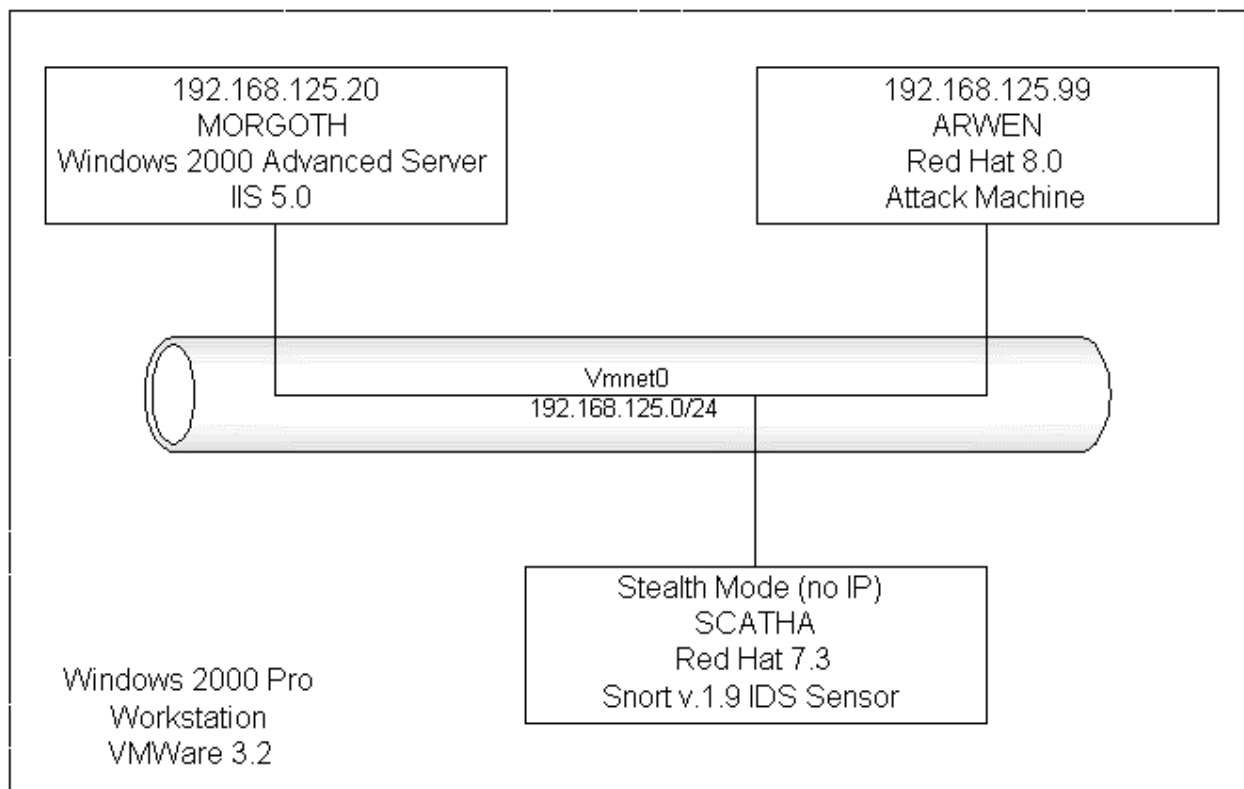 192.168.125.20
MORGOTH
Windows 2000 Advanced Server
IIS 5.0
192.168.125.99
ARWEN
Red Hat 8.0
Attack Machine
Vmnet0
192.168.125.0/24
Stealth Mode (no IP)
SCATHA
Red Hat 7.3
Snort v.1.9 IDS Sensor
Windows 2000 Pro
Workstation
VMWare 3.2